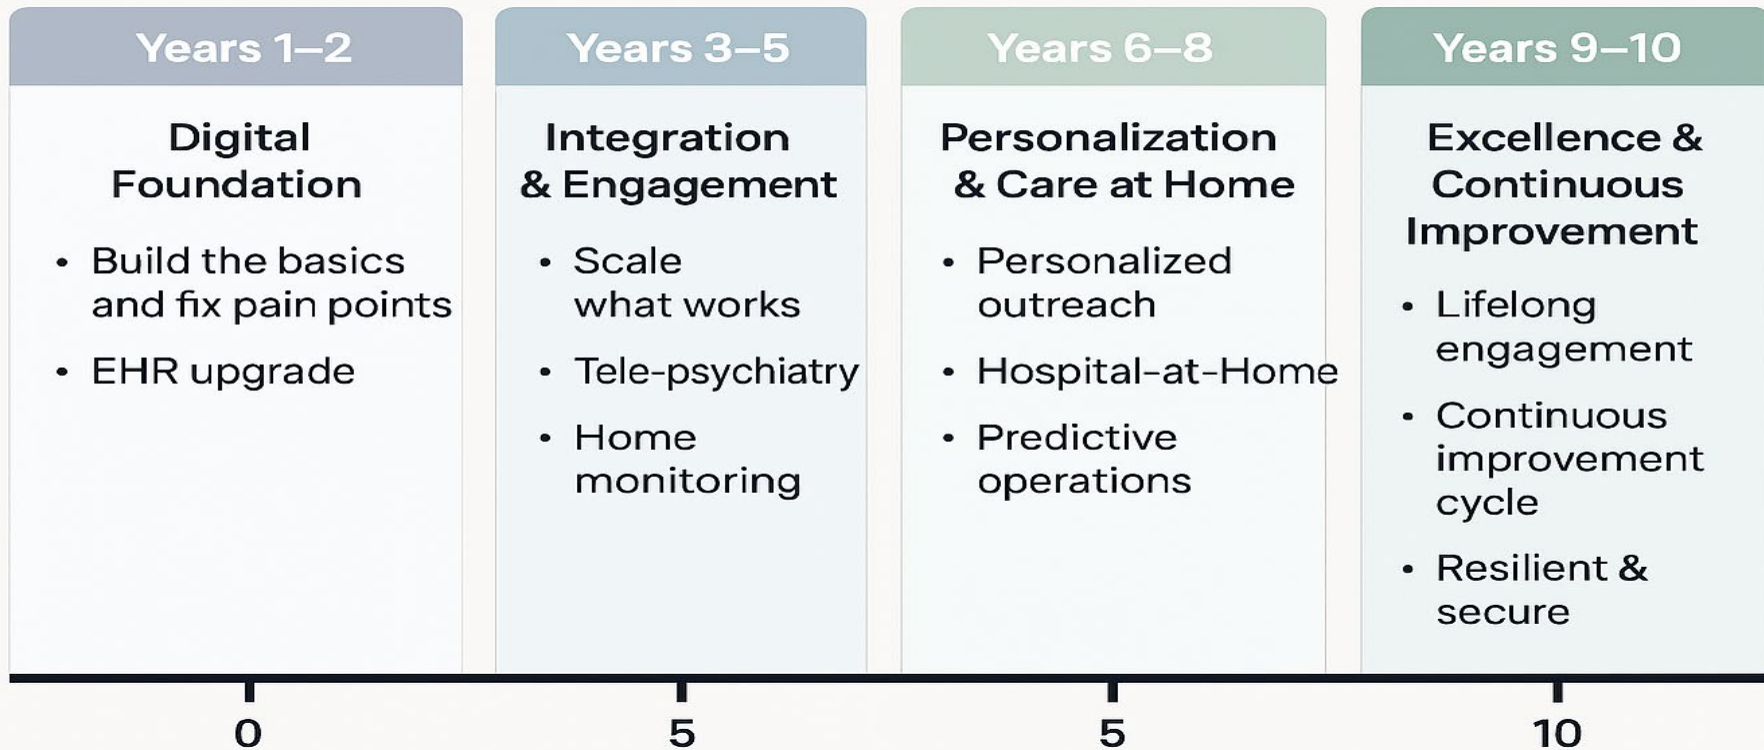 Years 1–2
Digital
Foundation
• Build the basics
and fix pain points
• EHR upgrade
Years 3–5
Integration
& Engagement
• Scale
what works
• Tele-psychiatry
• Home
monitoring
Years 6–8
Personalization
& Care at Home
• Personalized
outreach
• Hospital-at-Home
• Predictive
operations
Years 9–10
Excellence &
Continuous
Improvement
• Lifelong
engagement
• Continuous
improvement
cycle
• Resilient &
secure
0
5
5
10